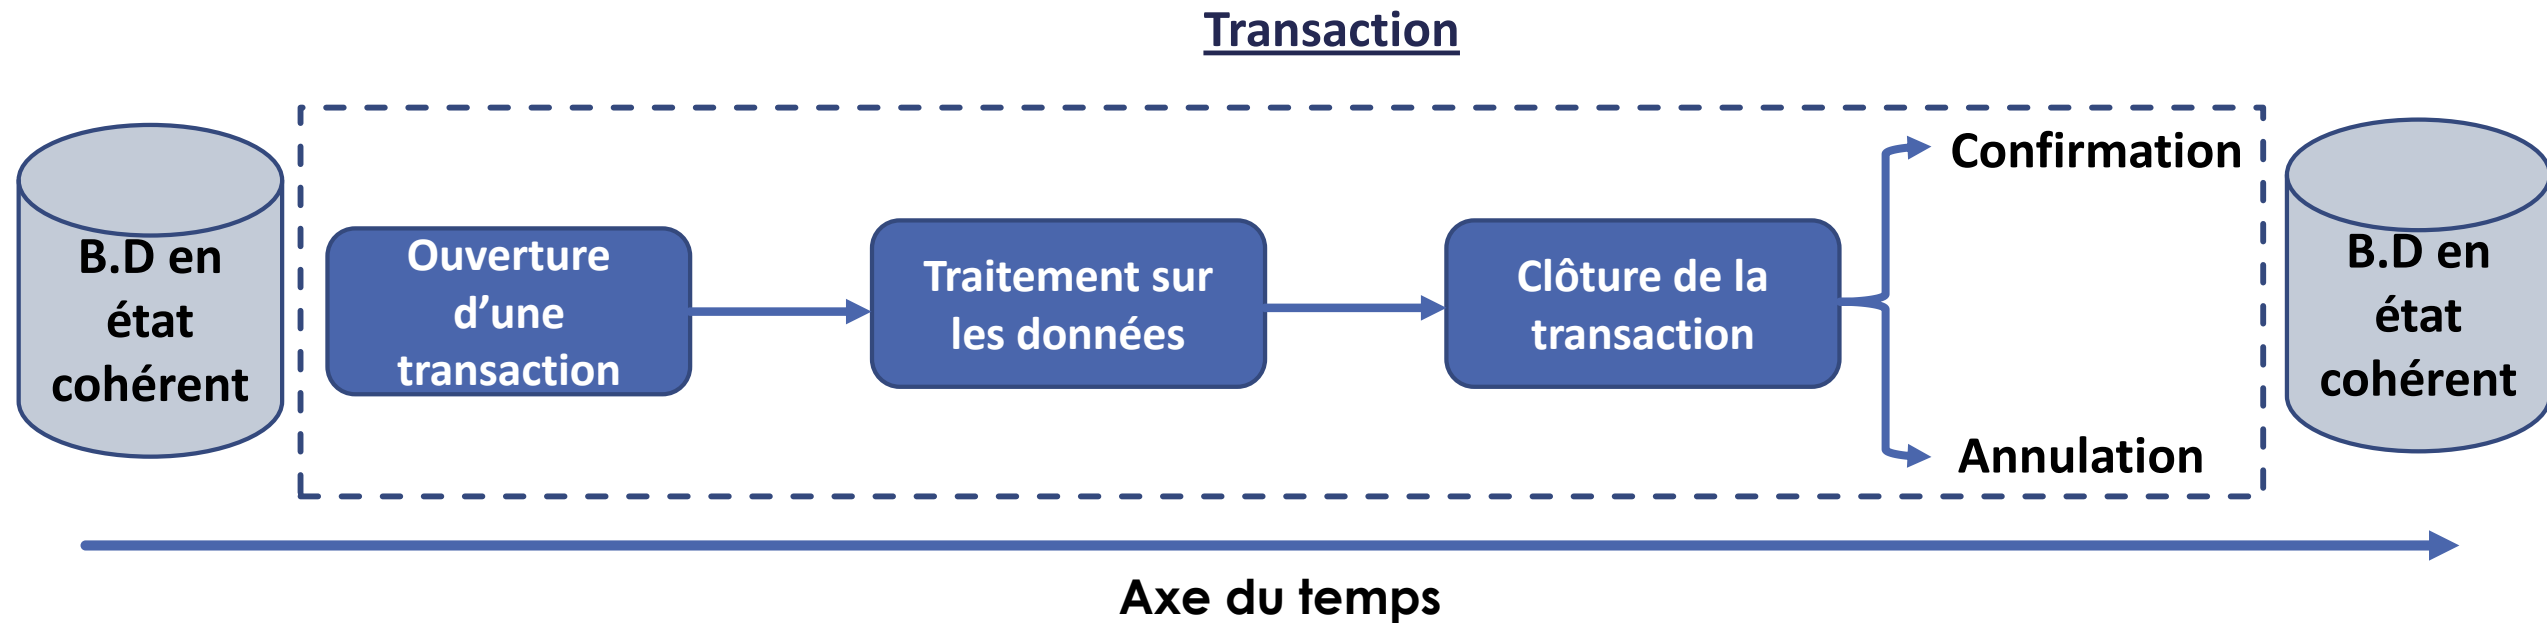 Transaction
B.D en
état
cohérent
Ouverture
d’une
transaction
Traitement sur
les données
Clôture de la
transaction
Confirmation
Annulation
B.D en
état
cohérent
Axe du temps